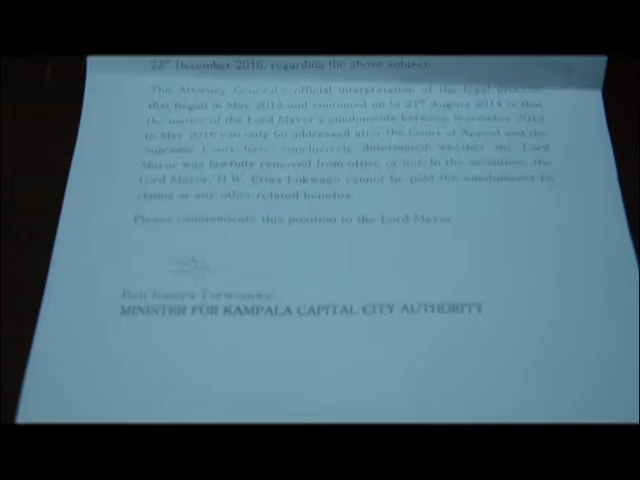 December 2016, regarding the above subject.
The Attorney General's official interpretation of the legal process
that began in May 2013 and continued up to 21st August 2014 is that
the matter of the Lord Mayor's emoluments between November 2013
to May 2016 can only be addressed after the Court of Appeal and the
Supreme Court have conclusively determined whether the Lord
Mayor was lawfully removed from office or not. In the meantime, the
Lord Mayor, H.W. Erias Lukwago cannot be paid the emoluments he
claims or any other related benefits.
Please communicate this position to the Lord Mayor.
Beti Kamya Turwomwe
MINISTER FOR KAMPALA CAPITAL CITY AUTHORITY